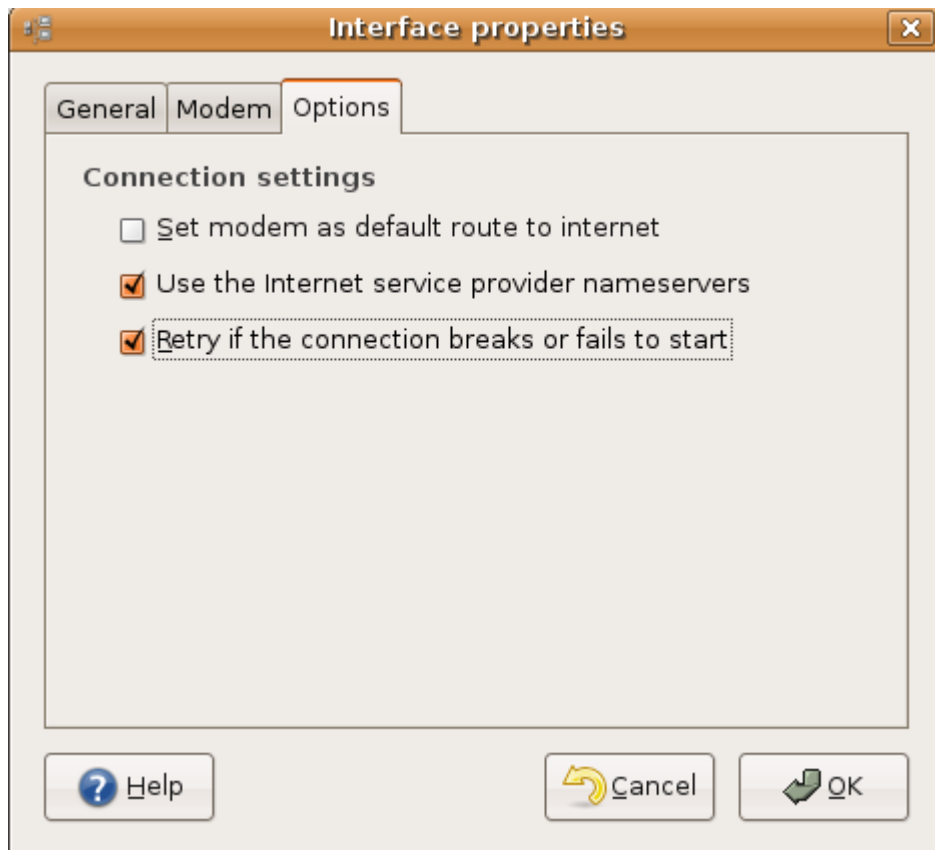 Interface properties
General Modem Options
Connection settings
Set modem as default route to internet
Use the Internet service provider nameservers
Retry if the connection breaks or fails to start
Help Cancel OK